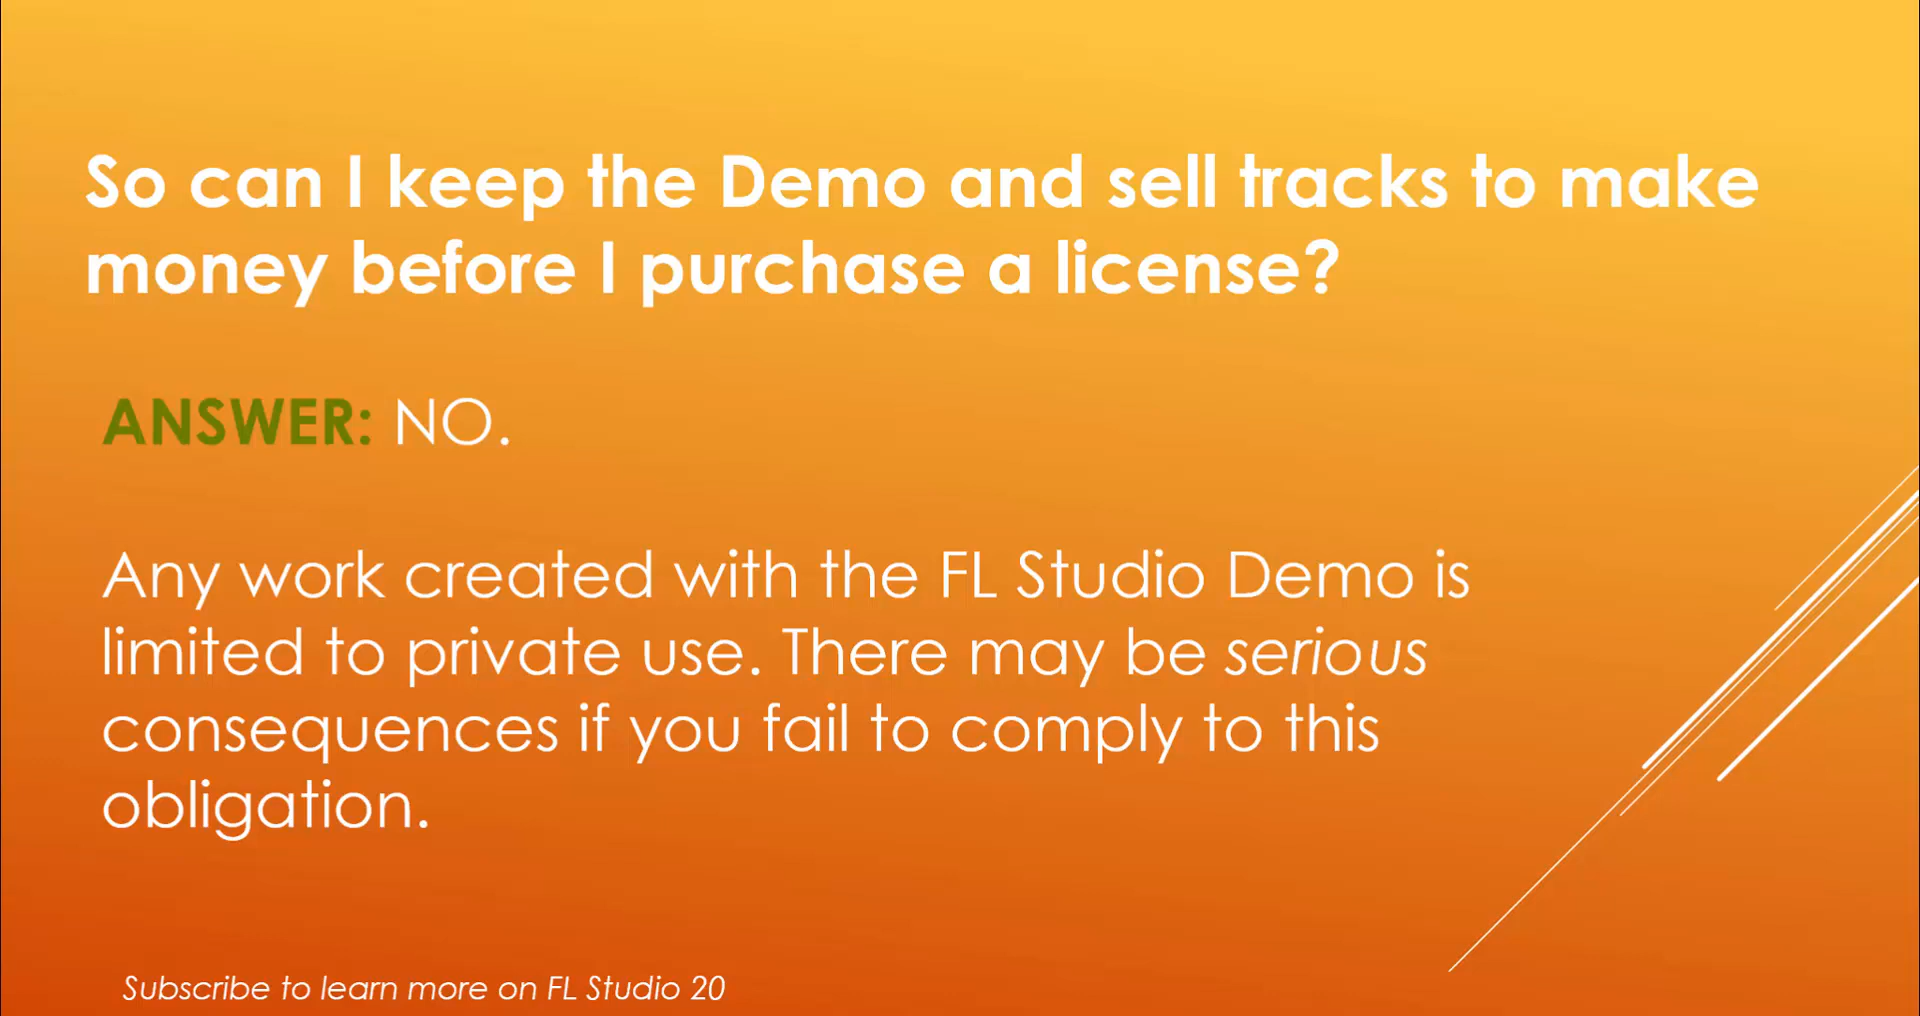 So can I keep the Demo and sell tracks to make
money before I purchase a license?
ANSWER: NO.
Any work created with the FL Studio Demo is
limited to private use. There may be serious
consequences if you fail to comply to this
obligation.
Subscribe to learn more on FL Studio 20